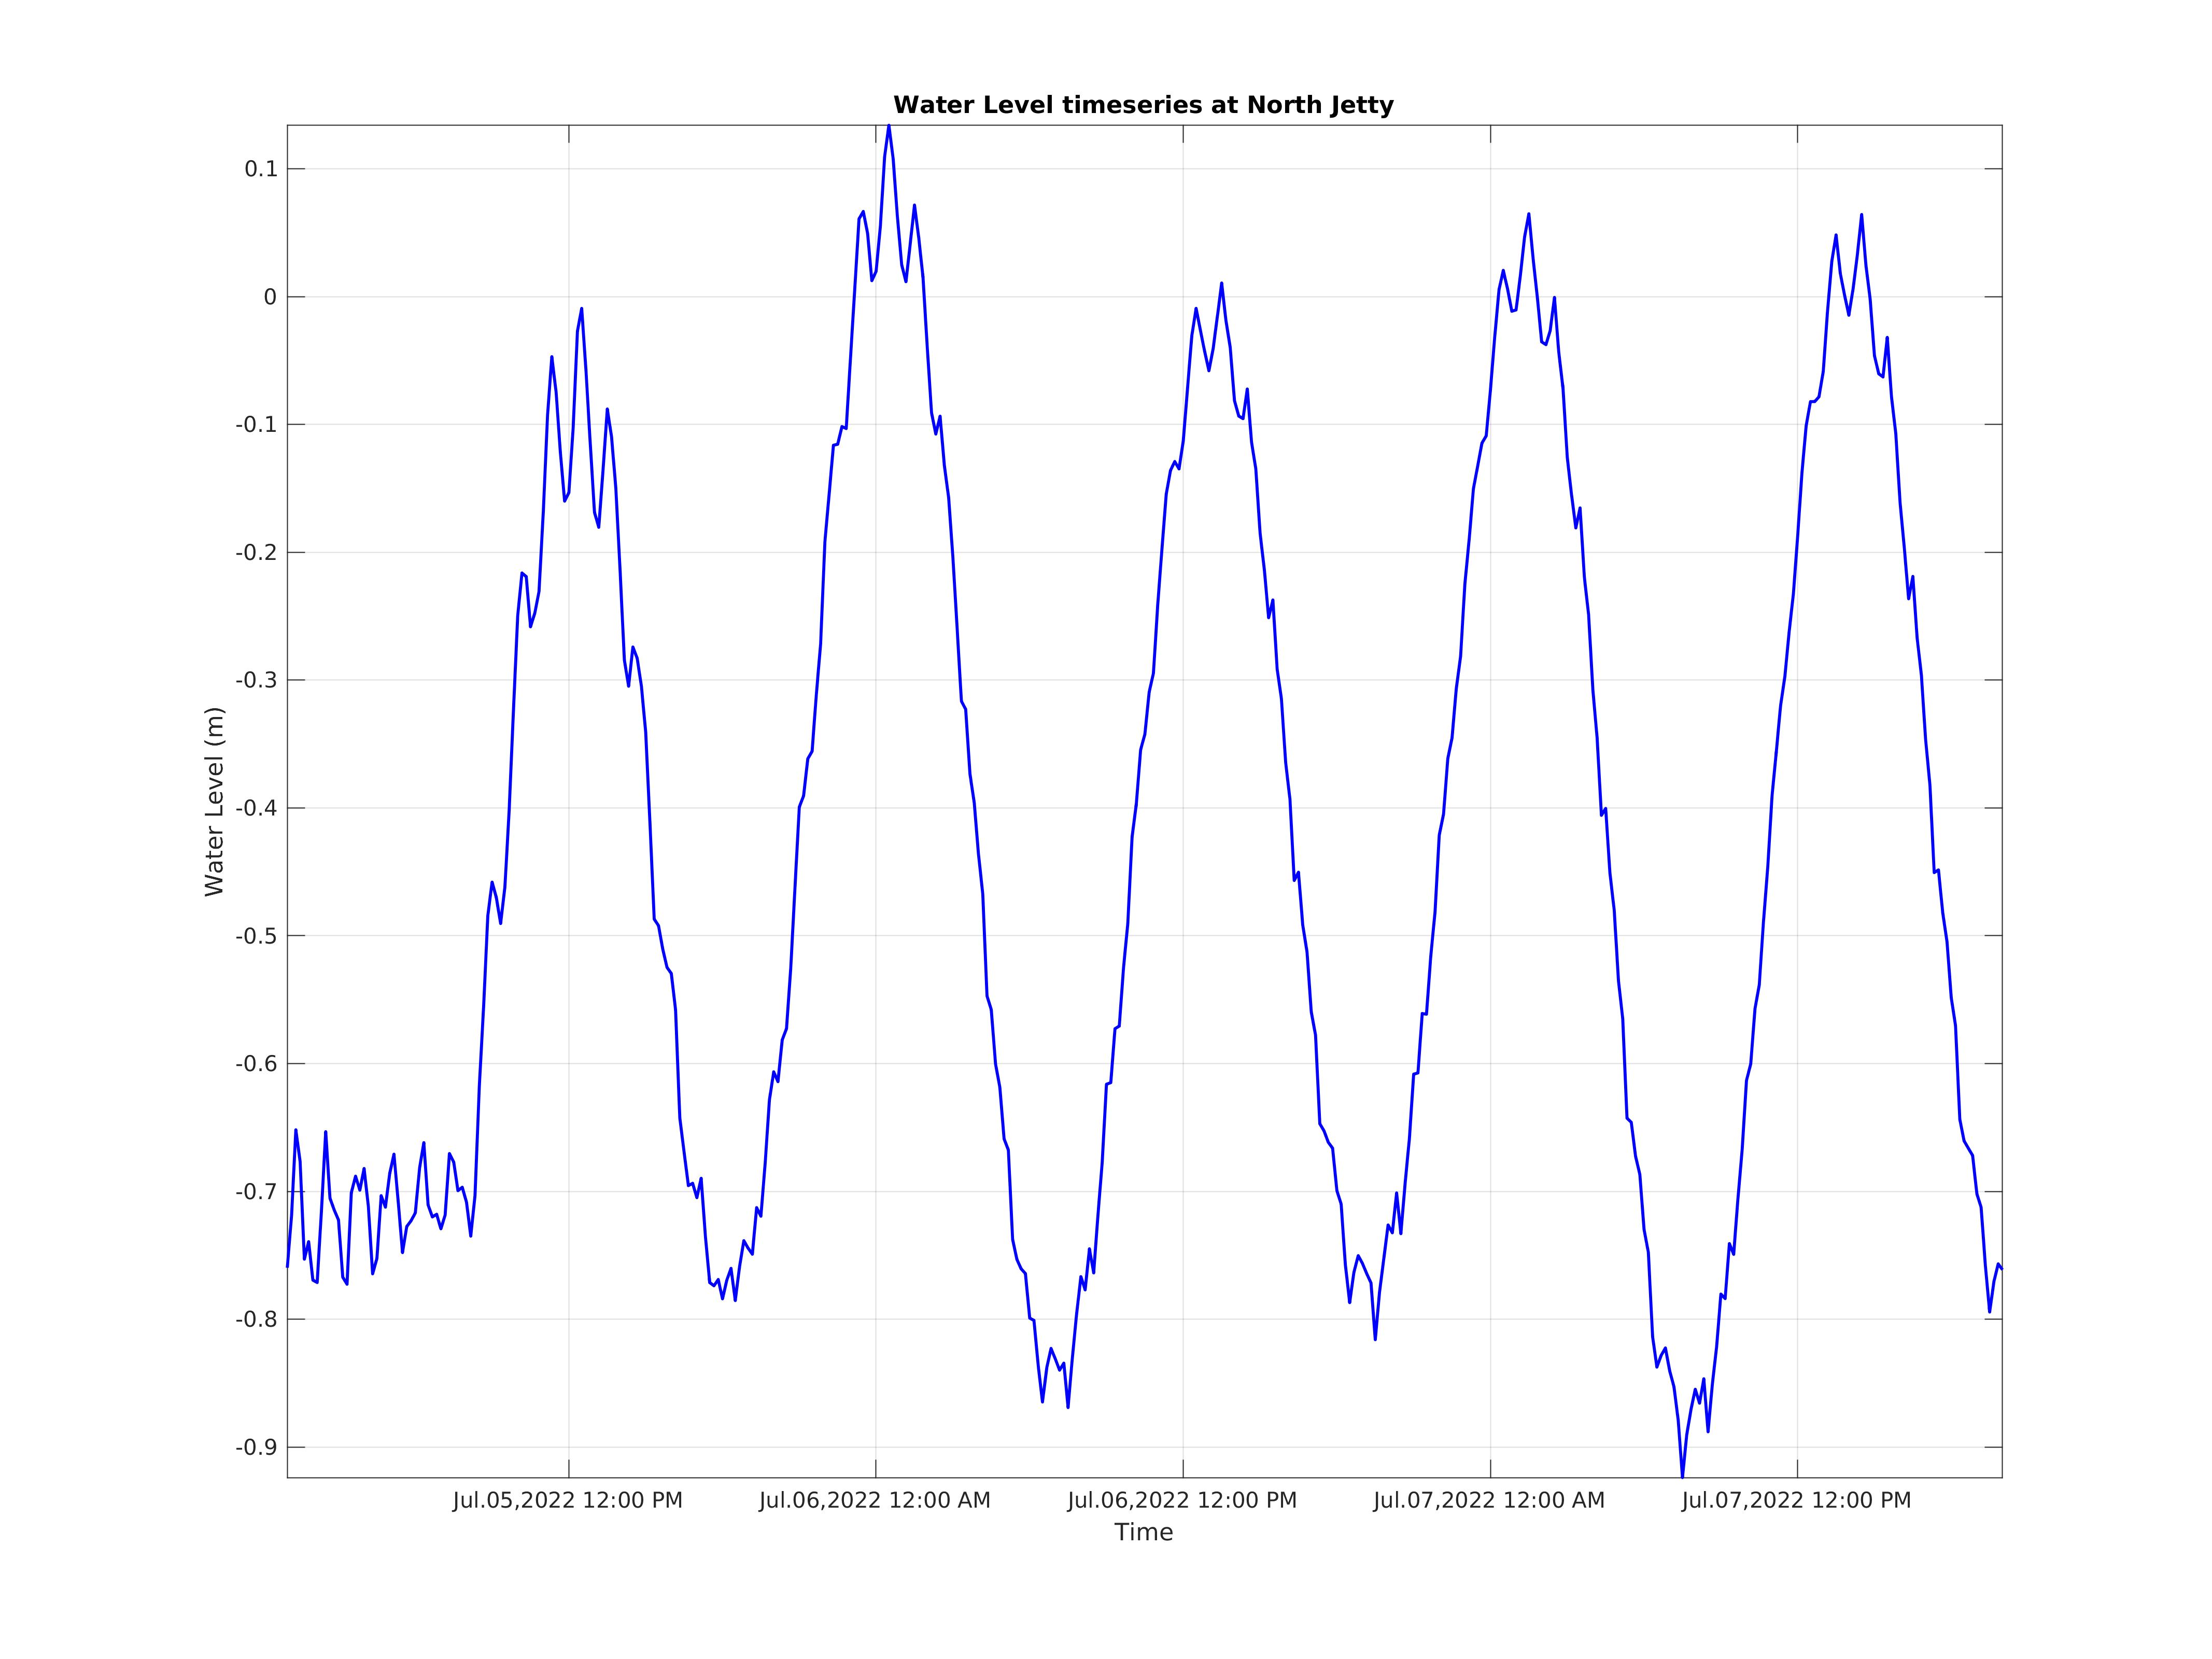 Water Level timeseries at North Jetty
0.1
0
-0.1
-0.2
-0.3
-0.4
-0.5
-0.6
-0.7
-0.8
-0.9
Water Level (m)
Jul.05,2022 12:00 PM
Jul.06,2022 12:00 AM
Jul.06,2022 12:00 PM
Jul.07,2022 12:00 AM
Jul.07,2022 12:00 PM
Time